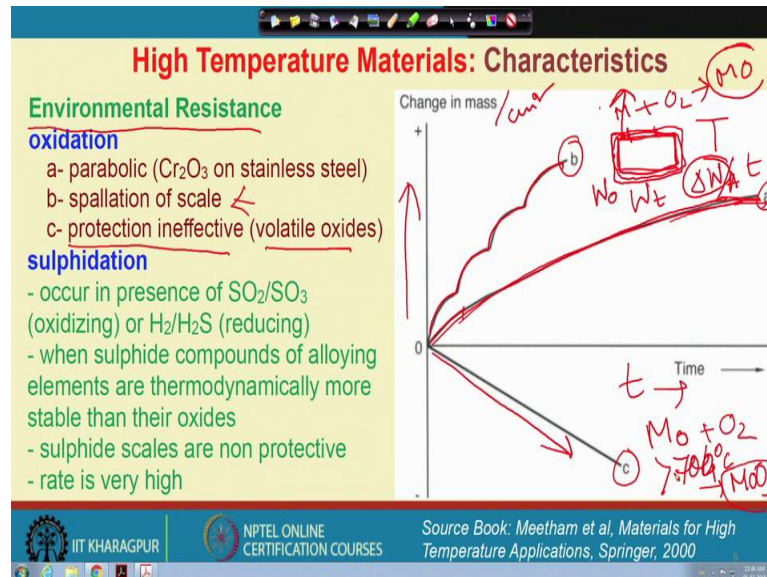 High Temperature Materials: Characteristics
Environmental Resistance
oxidation
a- parabolic (Cr₂O₃ on stainless steel)
b- spallation of scale
c- protection ineffective (volatile oxides)
sulphidation
- occur in presence of SO₂/SO₃
(oxidizing) or H₂/H₂S (reducing)
- when sulphide compounds of alloying
elements are thermodynamically more
stable than their oxides
- sulphide scales are non protective
- rate is very high
Change in mass /cm²
+
0
-
b
a
c
Time
M + O₂ → MO
T
t
W₀ Wt
ΔW/A
t →
Mo + O₂
>700°C
MoO
IIT KHARAGPUR
NPTEL ONLINE
CERTIFICATION COURSES
Source Book: Meetham et al, Materials for High
Temperature Applications, Springer, 2000
6